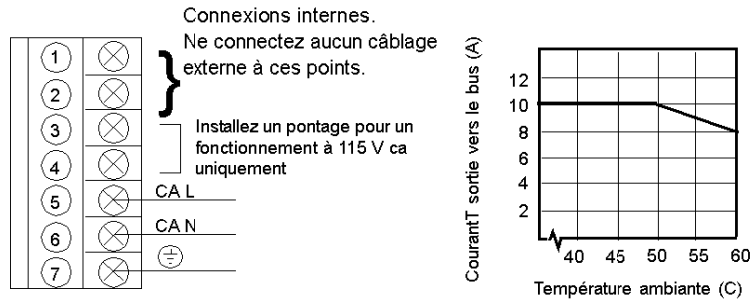 Connexions internes.
Ne connectez aucun câblage
externe à ces points.
1
2
3
4
5
6
7
Installez un pontage pour un
fonctionnement à 115 V ca
uniquement
CA L
CA N
CourantT sortie vers le bus (A)
12
10
8
6
4
2
40 45 50 55 60
Température ambiante (C)